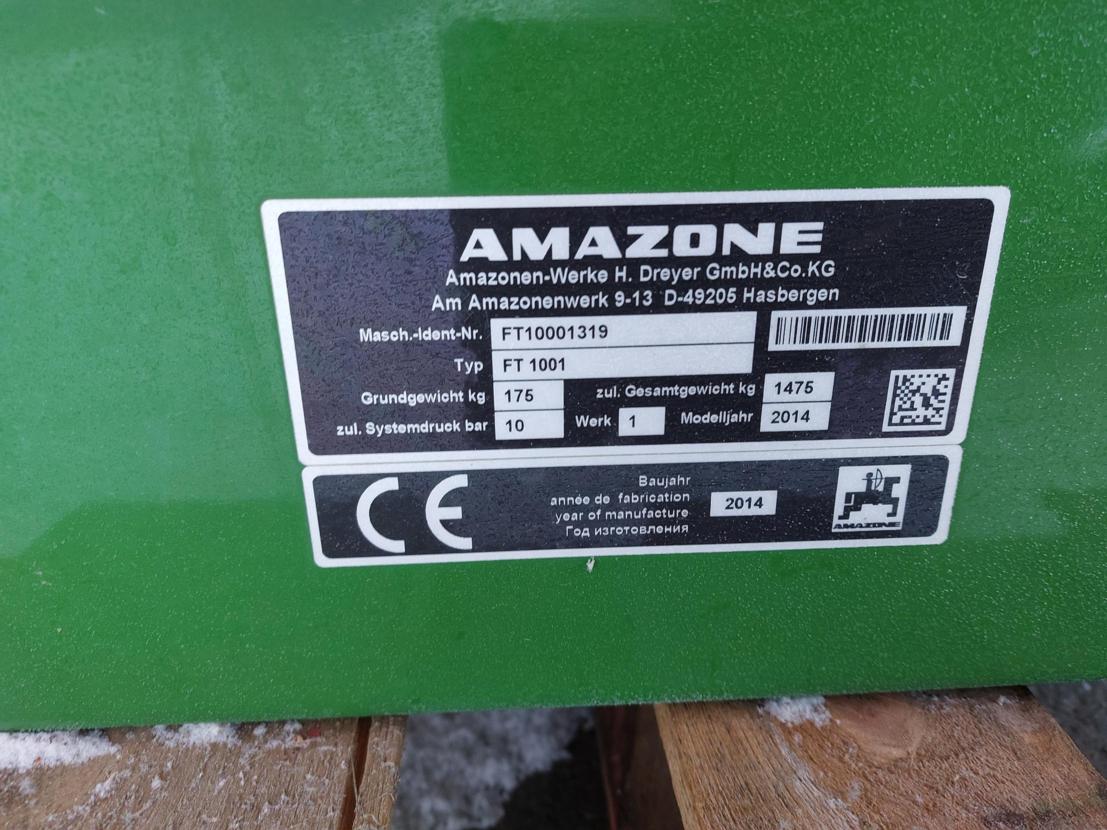 AMAZONE
Amazonen-Werke H. Dreyer GmbH&Co.KG
Am Amazonenwerk 9-13 D-49205 Hasbergen
Masch.-Ident-Nr. FT10001319
Typ FT 1001
Grundgewicht kg 175 zul. Gesamtgewicht kg 1475
zul. Systemdruck bar 10 Werk 1 Modelljahr 2014
CE
Baujahr
année de fabrication
year of manufacture
Год изготовления
2014
AMAZONE